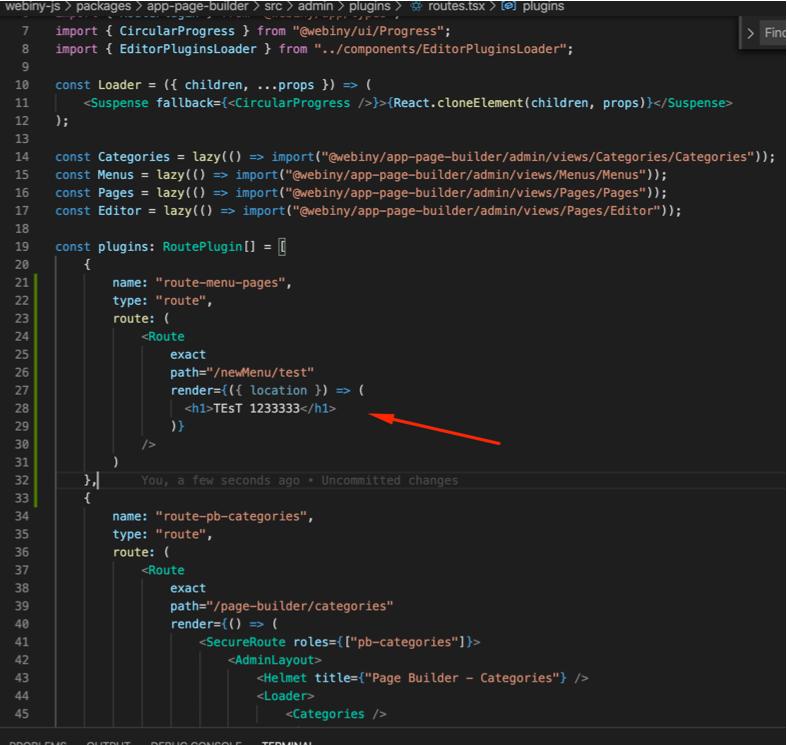 webiny-js > packages > app-page-builder > src > admin > plugins > routes.tsx > plugins
Find
7 import { CircularProgress } from "@webiny/ui/Progress";
8 import { EditorPluginsLoader } from "../components/EditorPluginsLoader";
9
10 const Loader = ({ children, ...props }) => (
11 <Suspense fallback={<CircularProgress />}>{React.cloneElement(children, props)}</Suspense>
12 );
13
14 const Categories = lazy(() => import("@webiny/app-page-builder/admin/views/Categories/Categories"));
15 const Menus = lazy(() => import("@webiny/app-page-builder/admin/views/Menus/Menus"));
16 const Pages = lazy(() => import("@webiny/app-page-builder/admin/views/Pages/Pages"));
17 const Editor = lazy(() => import("@webiny/app-page-builder/admin/views/Pages/Editor"));
18
19 const plugins: RoutePlugin[] = [
20 {
21 name: "route-menu-pages",
22 type: "route",
23 route: (
24 <Route
25 exact
26 path="/newMenu/test"
27 render={({ location }) => (
28 <h1>TEsT 1233333</h1>
29 )}
30 />
31 )
32 }, You, a few seconds ago • Uncommitted changes
33 {
34 name: "route-pb-categories",
35 type: "route",
36 route: (
37 <Route
38 exact
39 path="/page-builder/categories"
40 render={() => (
41 <SecureRoute roles={["pb-categories"]}>
42 <AdminLayout>
43 <Helmet title={"Page Builder - Categories"} />
44 <Loader>
45 <Categories />
PROBLEMS OUTPUT DEBUG CONSOLE TERMINAL